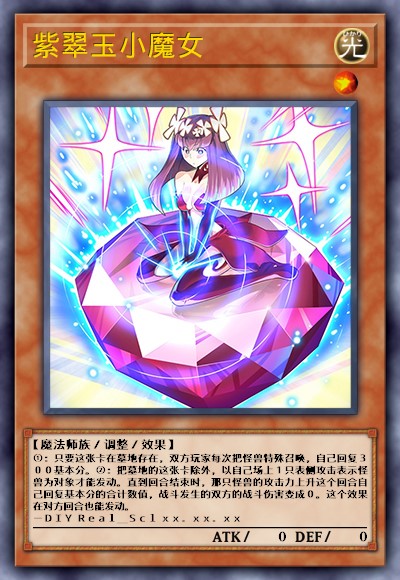 紫翠玉小魔女
ひかり
光
【魔法师族／调整／效果】
①：只要这张卡在墓地存在，双方玩家每次把怪兽特殊召唤，自己回复３
００基本分。②：把墓地的这张卡除外，以自己场上１只表侧攻击表示怪
兽为对象才能发动。直到回合结束时，那只怪兽的攻击力上升这个回合自
己回复基本分的合计数值，战斗发生的双方的战斗伤害变成０。这个效果
在对方回合也能发动。
－ＤＩＹＲｅａｌ＿Ｓｃｌｘｘ．ｘｘ．ｘｘ
ATK / 0 DEF / 0